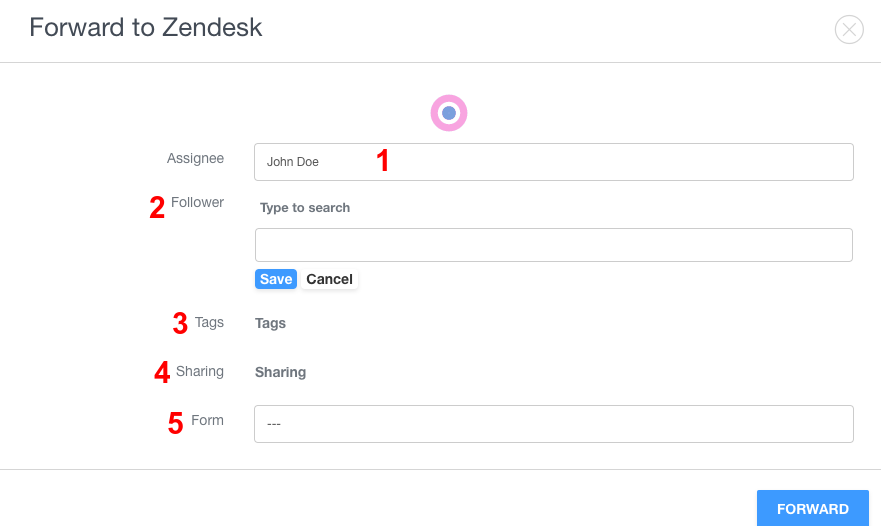 Forward to Zendesk
Assignee John Doe 1
2 Follower Type to search
Save Cancel
3 Tags Tags
4 Sharing Sharing
5 Form ---
FORWARD